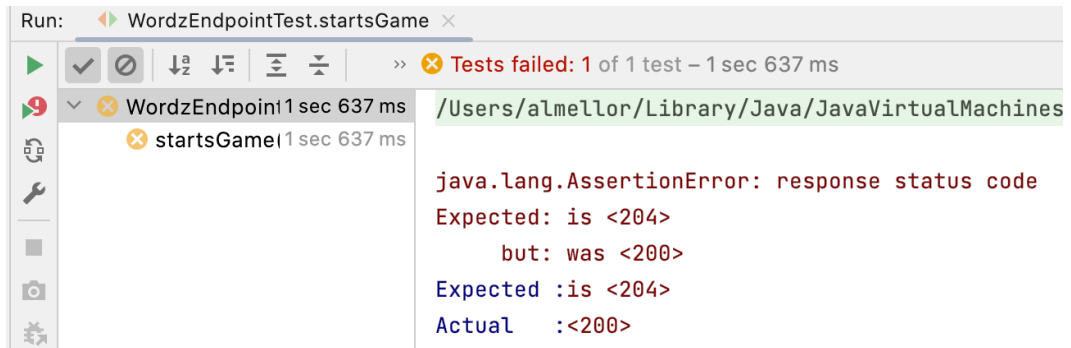 Run: WordzEndpointTest.startsGame ×
9 ↓a z ↓F » Tests failed: 1 of 1 test – 1 sec 637 ms
WordzEndpoint 1 sec 637 ms
startsGame( 1 sec 637 ms
/Users/almellor/Library/Java/JavaVirtualMachines
java.lang.AssertionError: response status code
Expected: is <204>
but: was <200>
Expected :is <204>
Actual :<200>